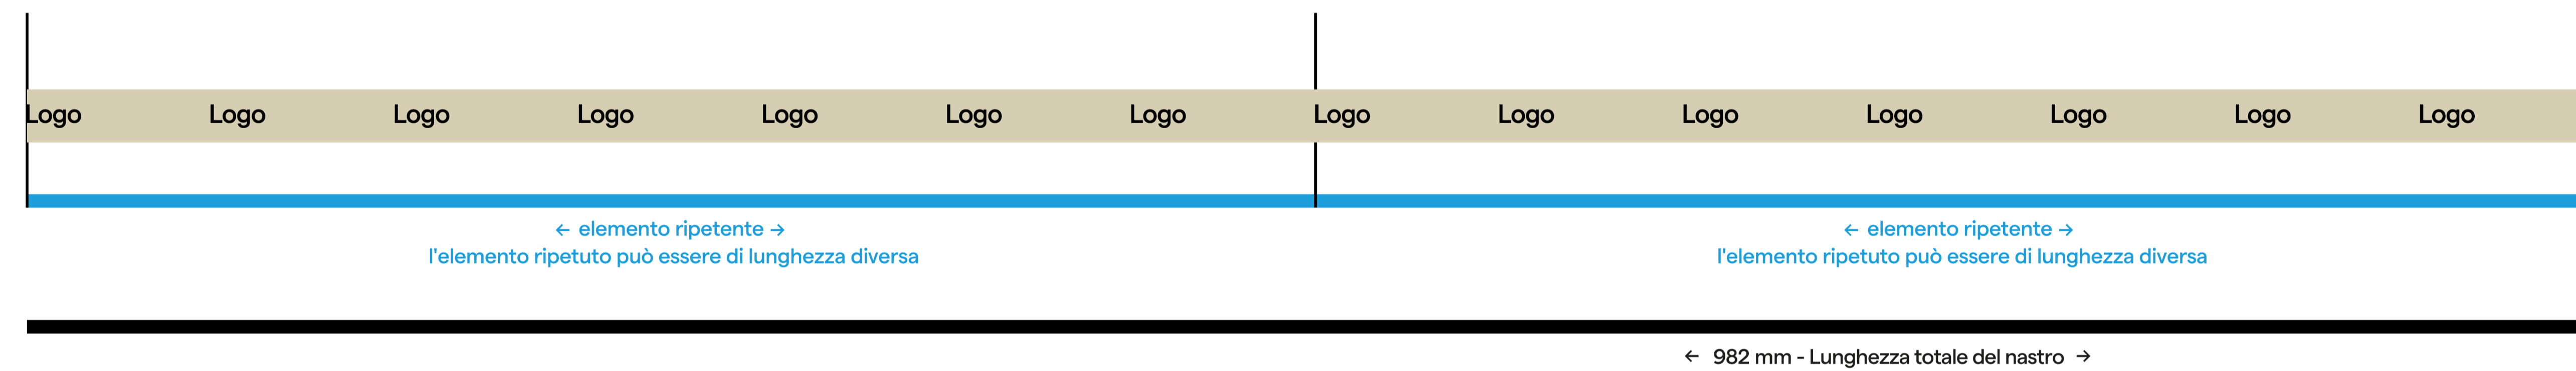 Logo Logo Logo Logo Logo Logo Logo Logo Logo Logo Logo Logo Logo Logo
← elemento ripetente → ← elemento ripetente →
l'elemento ripetuto può essere di lunghezza diversa l'elemento ripetuto può essere di lunghezza diversa
← 982 mm - Lunghezza totale del nastro →